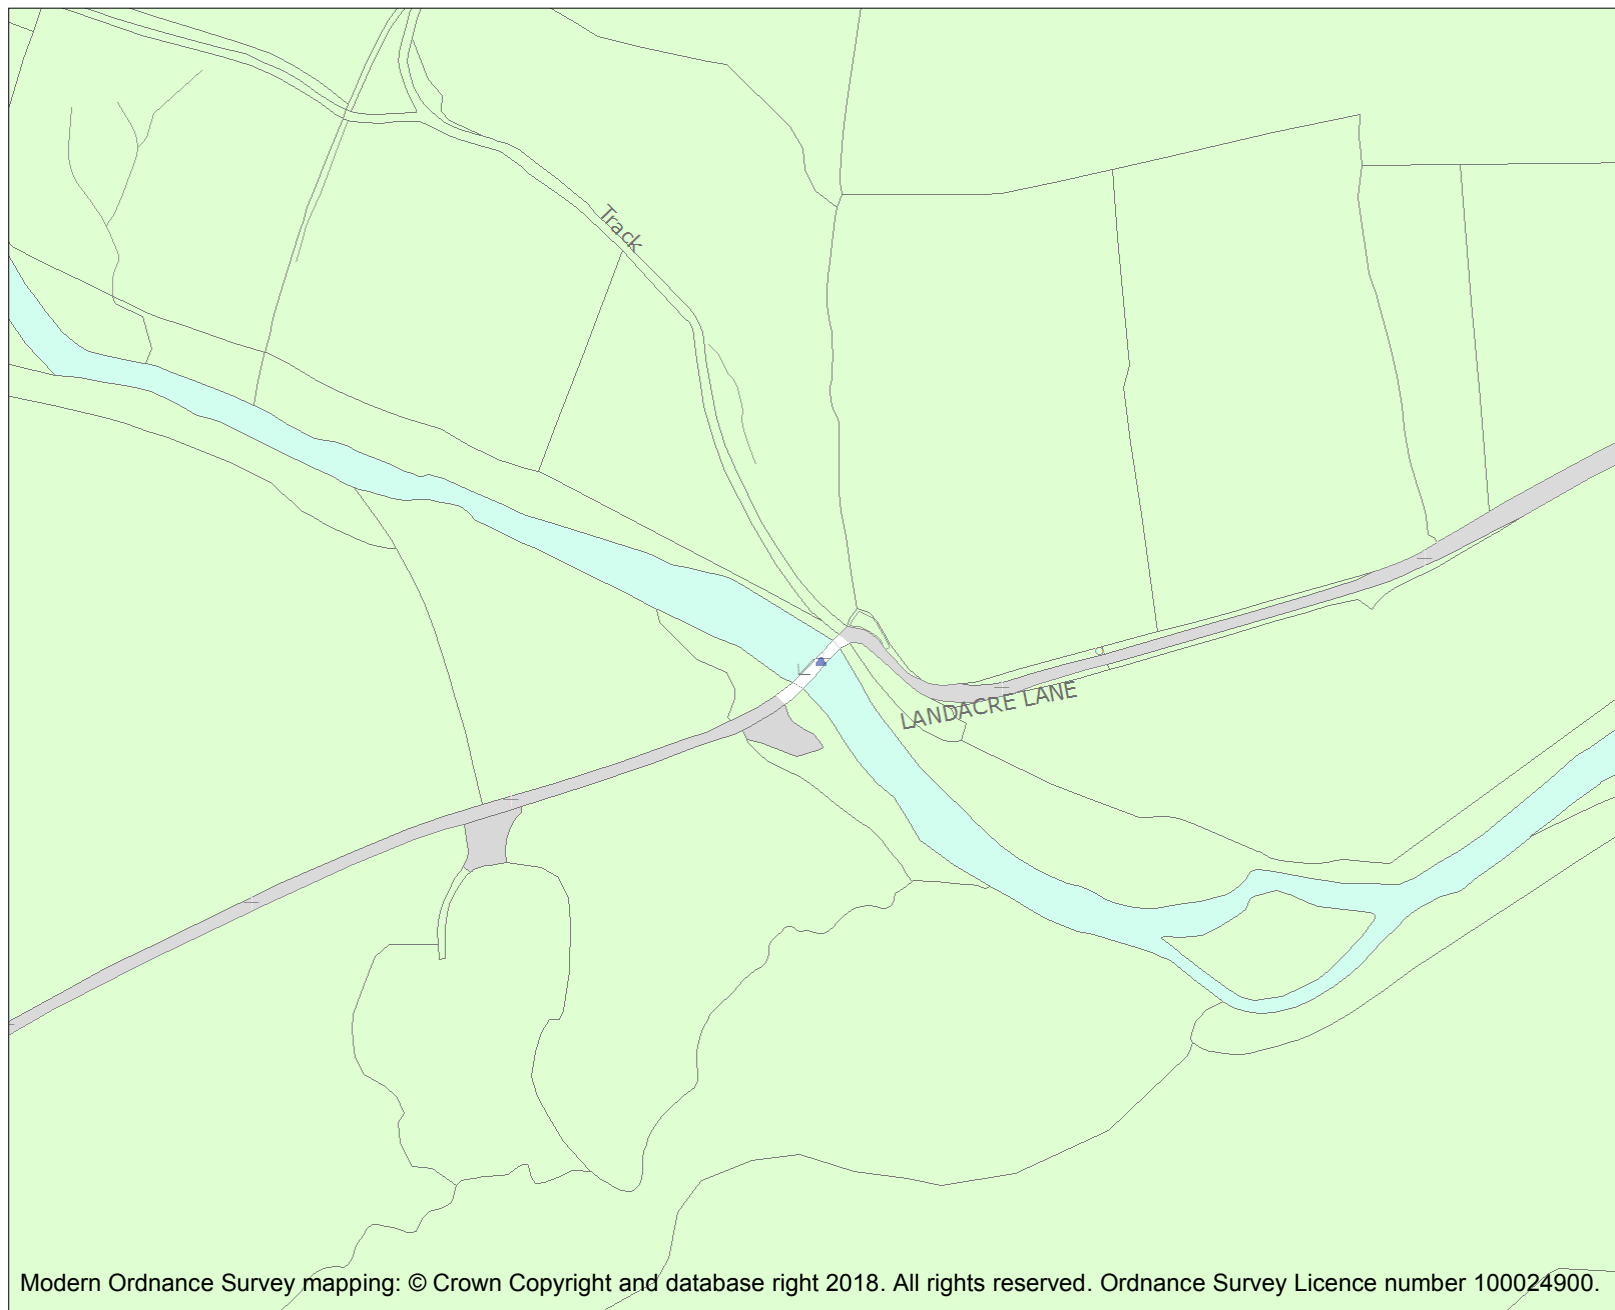 Track
LANDACRE LANE
Modern Ordnance Survey mapping: © Crown Copyright and database right 2018. All rights reserved. Ordnance Survey Licence number 100024900.